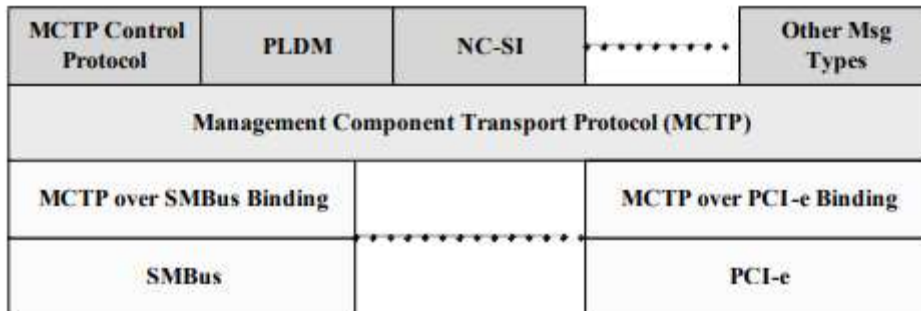 MCTP Control
Protocol
PLDM
NC-SI
Other Msg
Types
Management Component Transport Protocol (MCTP)
MCTP over SMBus Binding
MCTP over PCI-e Binding
SMBus
PCI-e